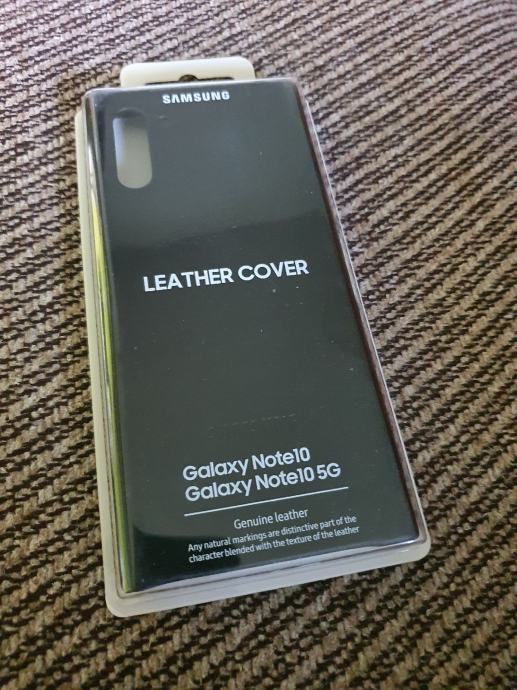 SAMSUNG
LEATHER COVER
Galaxy Note10
Galaxy Note10 5G
Genuine leather
Any natural markings are distinctive part of the
character blended with the texture of the leather